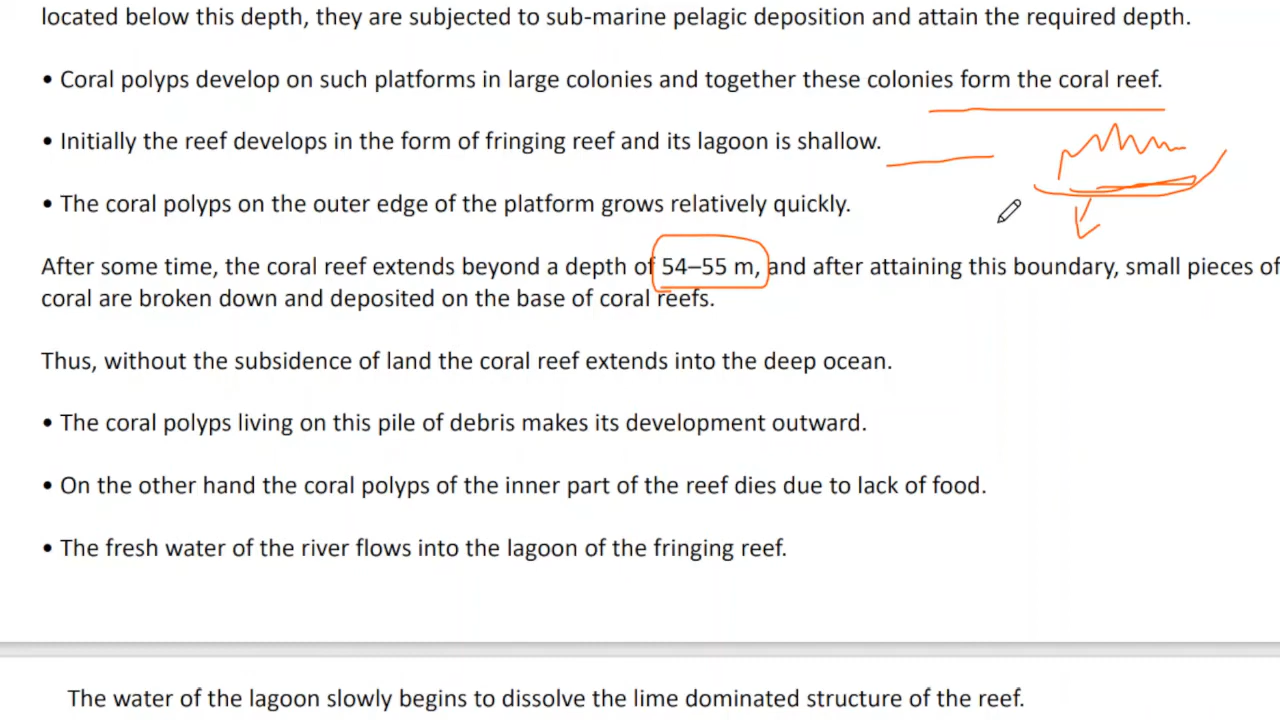 located below this depth, they are subjected to sub-marine pelagic deposition and attain the required depth.
• Coral polyps develop on such platforms in large colonies and together these colonies form the coral reef.
• Initially the reef develops in the form of fringing reef and its lagoon is shallow.
• The coral polyps on the outer edge of the platform grows relatively quickly.
After some time, the coral reef extends beyond a depth of 54–55 m, and after attaining this boundary, small pieces of
coral are broken down and deposited on the base of coral reefs.
Thus, without the subsidence of land the coral reef extends into the deep ocean.
• The coral polyps living on this pile of debris makes its development outward.
• On the other hand the coral polyps of the inner part of the reef dies due to lack of food.
• The fresh water of the river flows into the lagoon of the fringing reef.
The water of the lagoon slowly begins to dissolve the lime dominated structure of the reef.